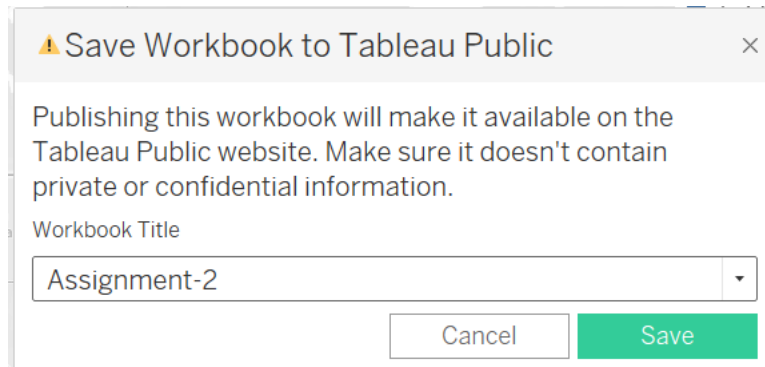 Save Workbook to Tableau Public
Publishing this workbook will make it available on the
Tableau Public website. Make sure it doesn't contain
private or confidential information.
Workbook Title
Assignment-2
Cancel
Save